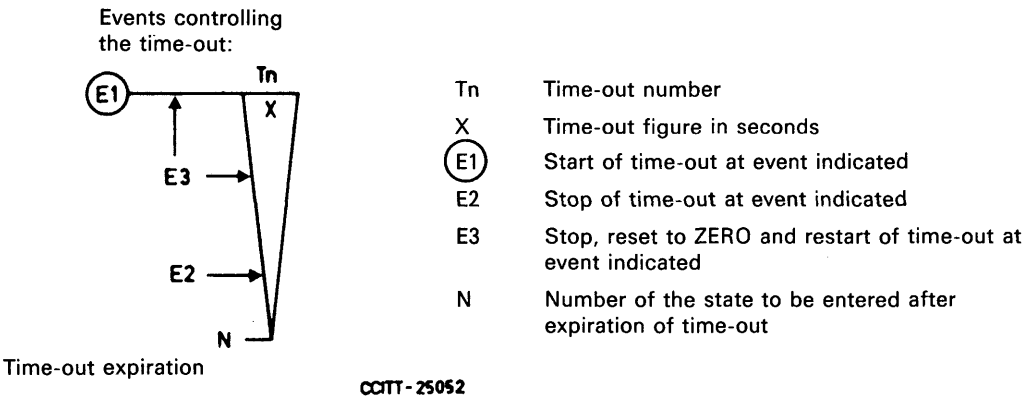 Events controlling
the time-out:
Tn
E1
X
E3
E2
N
Time-out expiration
Tn Time-out number
X Time-out figure in seconds
E1 Start of time-out at event indicated
E2 Stop of time-out at event indicated
E3 Stop, reset to ZERO and restart of time-out at
event indicated
N Number of the state to be entered after
expiration of time-out
CCITT-25052